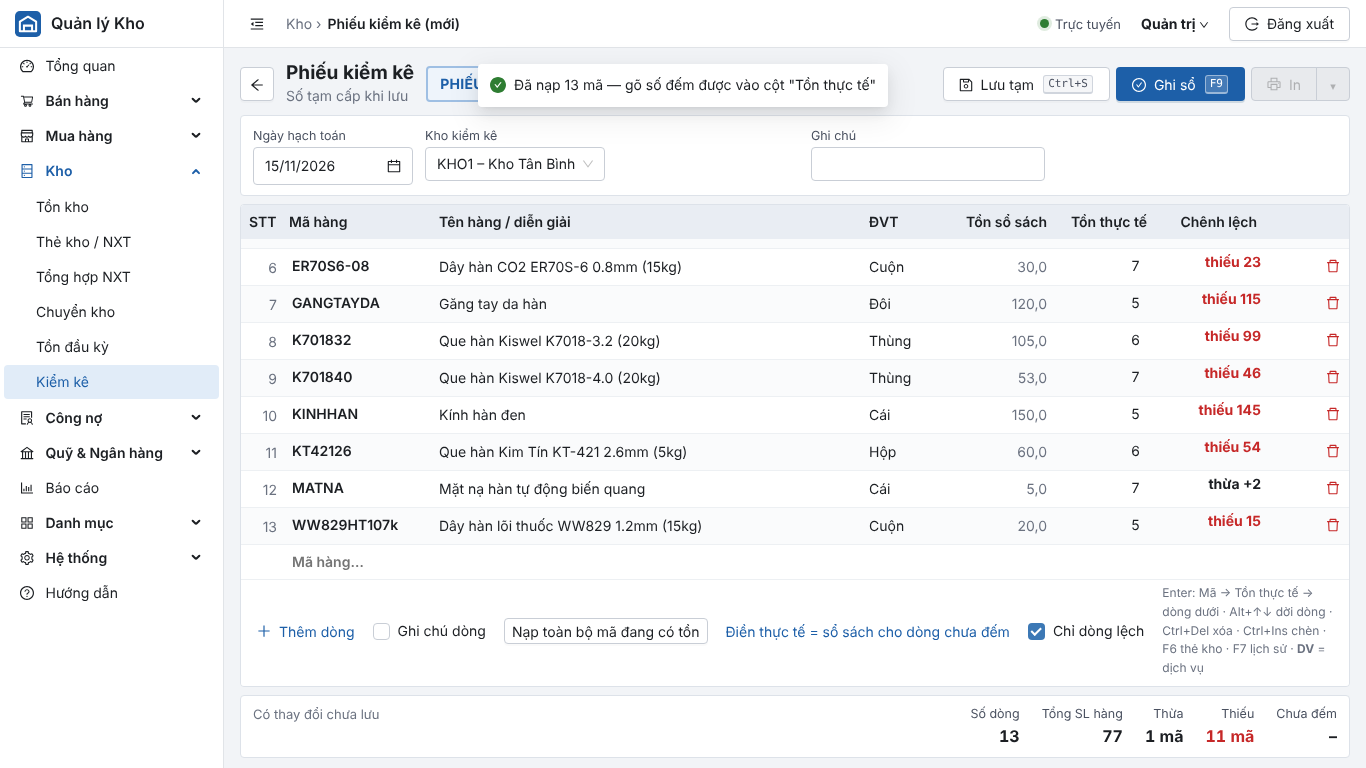 Quản lý Kho
Kho › Phiếu kiểm kê (mới)
Trực tuyến
Quản trị
Đăng xuất
Tổng quan
Bán hàng
Mua hàng
Kho
Tồn kho
Thẻ kho / NXT
Tổng hợp NXT
Chuyển kho
Tồn đầu kỳ
Kiểm kê
Công nợ
Quỹ & Ngân hàng
Báo cáo
Danh mục
Hệ thống
Hướng dẫn
Phiếu kiểm kê
Số tạm cấp khi lưu
Đã nạp 13 mã — gõ số đếm được vào cột "Tồn thực tế"
Lưu tạm Ctrl+S
Ghi sổ F9
In
Ngày hạch toán
15/11/2026
Kho kiểm kê
KHO1 – Kho Tân Bình
Ghi chú
STT Mã hàng Tên hàng / diễn giải ĐVT Tồn sổ sách Tồn thực tế Chênh lệch
6 ER70S6-08 Dây hàn CO2 ER70S-6 0.8mm (15kg) Cuộn 30,0 7 thiếu 23
7 GANGTAYDA Găng tay da hàn Đôi 120,0 5 thiếu 115
8 K701832 Que hàn Kiswel K7018-3.2 (20kg) Thùng 105,0 6 thiếu 99
9 K701840 Que hàn Kiswel K7018-4.0 (20kg) Thùng 53,0 7 thiếu 46
10 KINHHAN Kính hàn đen Cái 150,0 5 thiếu 145
11 KT42126 Que hàn Kim Tín KT-421 2.6mm (5kg) Hộp 60,0 6 thiếu 54
12 MATNA Mặt nạ hàn tự động biến quang Cái 5,0 7 thừa +2
13 WW829HT107k Dây hàn lõi thuốc WW829 1.2mm (15kg) Cuộn 20,0 5 thiếu 15
Mã hàng...
+ Thêm dòng
Ghi chú dòng
Nạp toàn bộ mã đang có tồn
Điền thực tế = sổ sách cho dòng chưa đếm
Chỉ dòng lệch
Enter: Mã → Tồn thực tế →
dòng dưới · Alt+↑↓ dời dòng ·
Ctrl+Del xóa · Ctrl+Ins chèn ·
F6 thẻ kho · F7 lịch sử · DV =
dịch vụ
Có thay đổi chưa lưu
Số dòng Tổng SL hàng Thừa Thiếu Chưa đếm
13 77 1 mã 11 mã –